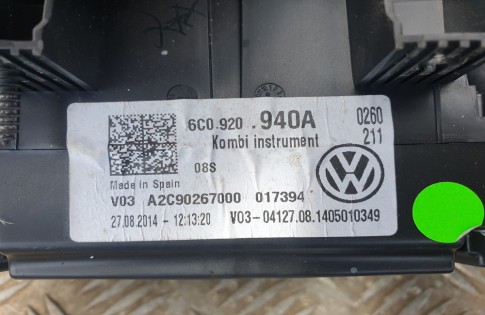 6C0.920 .940A 0260
Kombi instrument 211
08S
Made in Spain
V03 A2C90267000 017394
27.08.2014 - 12:13:20 V03-04127.08.1405010349